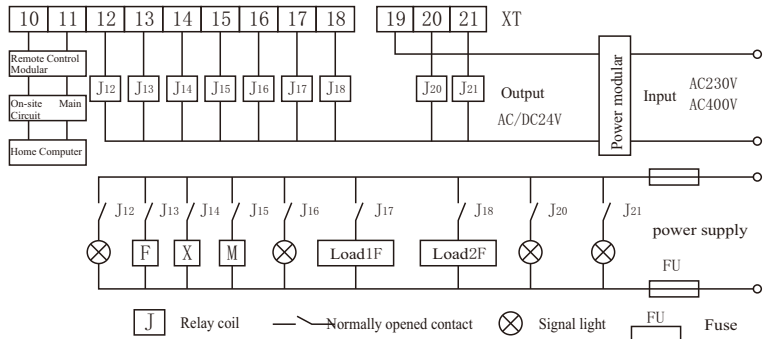 10 11 12 13 14 15 16 17 18 19 20 21 XT
Remote Control
Modular
J12 J13 J14 J15 J16 J17 J18 J20 J21
On-site Main
Circuit
Home Computer
Output
AC/DC24V
Power modular
Input
AC230V
AC400V
J12 J13 J14 J15 J16 J17 J18 J20 J21
F X M Load1F Load2F
power supply
FU
J Relay coil Normally opened contact Signal light FU Fuse